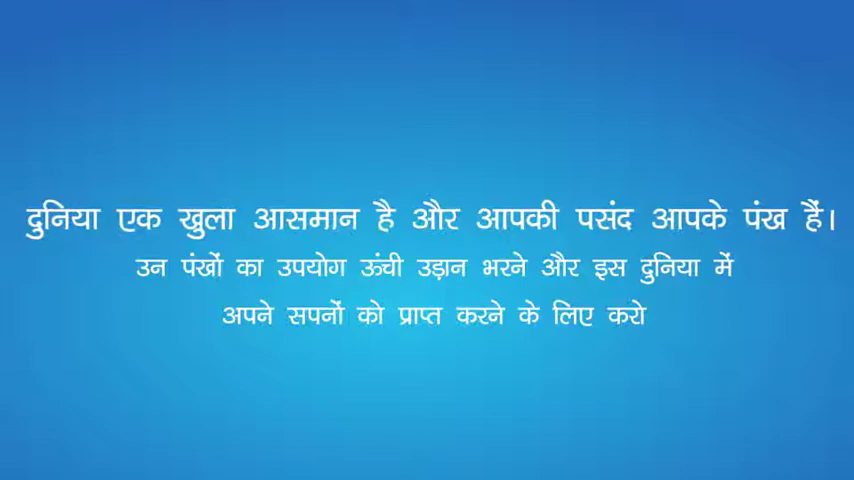 दुनिया एक खुला आसमान है और आपकी पसंद आपके पंख हैं।
उन पंखों का उपयोग ऊंची उड़ान भरने और इस दुनिया में
अपने सपनों को प्राप्त करने के लिए करो